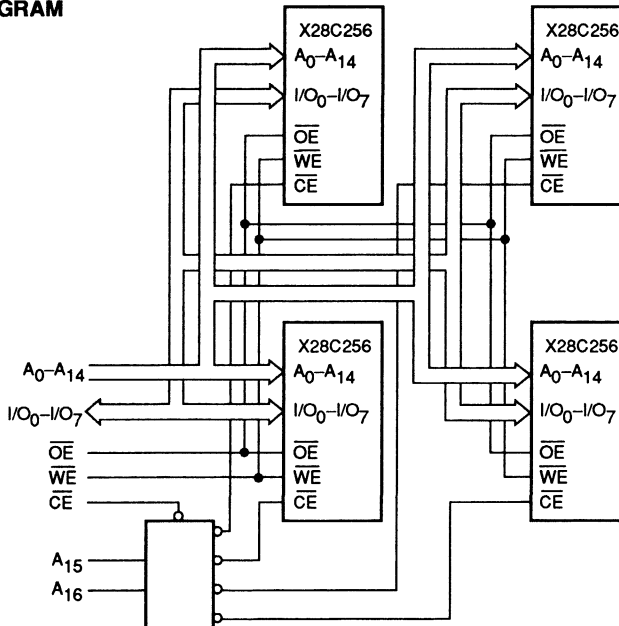 GRAM
X28C256
A0–A14
I/O0–I/O7
OE
WE
CE
X28C256
A0–A14
I/O0–I/O7
OE
WE
CE
X28C256
A0–A14
I/O0–I/O7
OE
WE
CE
X28C256
A0–A14
I/O0–I/O7
OE
WE
CE
A0–A14
I/O0–I/O7
OE
WE
CE
A15
A16